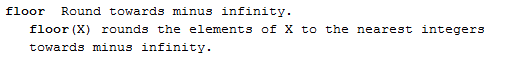 floor  Round towards minus infinity.
floor(X) rounds the elements of X to the nearest integers
towards minus infinity.